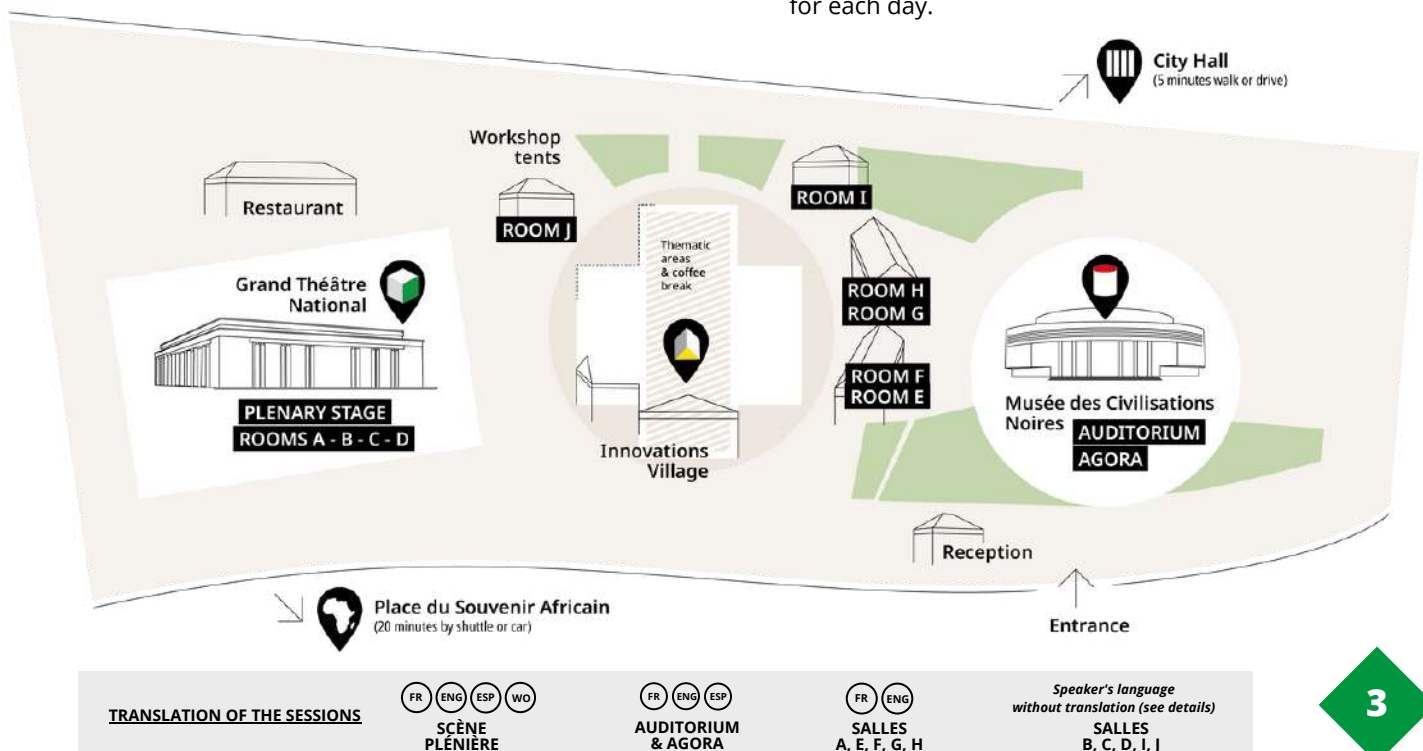 for each day.
City Hall
(5 minutes walk or drive)
Workshop
tents
Restaurant
ROOM J
ROOM I
Thematic
areas
& coffee
break
Grand Théâtre
National
ROOM H
ROOM G
ROOM F
ROOM E
PLENARY STAGE
ROOMS A - B - C - D
Musée des Civilisations
Noires
AUDITORIUM
AGORA
Innovations
Village
Reception
Place du Souvenir Africain
(20 minutes by shuttle or car)
Entrance
3
TRANSLATION OF THE SESSIONS
FR ENG ESP WO
SCÈNE
PLÉNIÈRE
FR ENG ESP
AUDITORIUM
& AGORA
FR ENG
SALLES
A, E, F, G, H
Speaker's language
without translation (see details)
SALLES
B, C, D, I, J